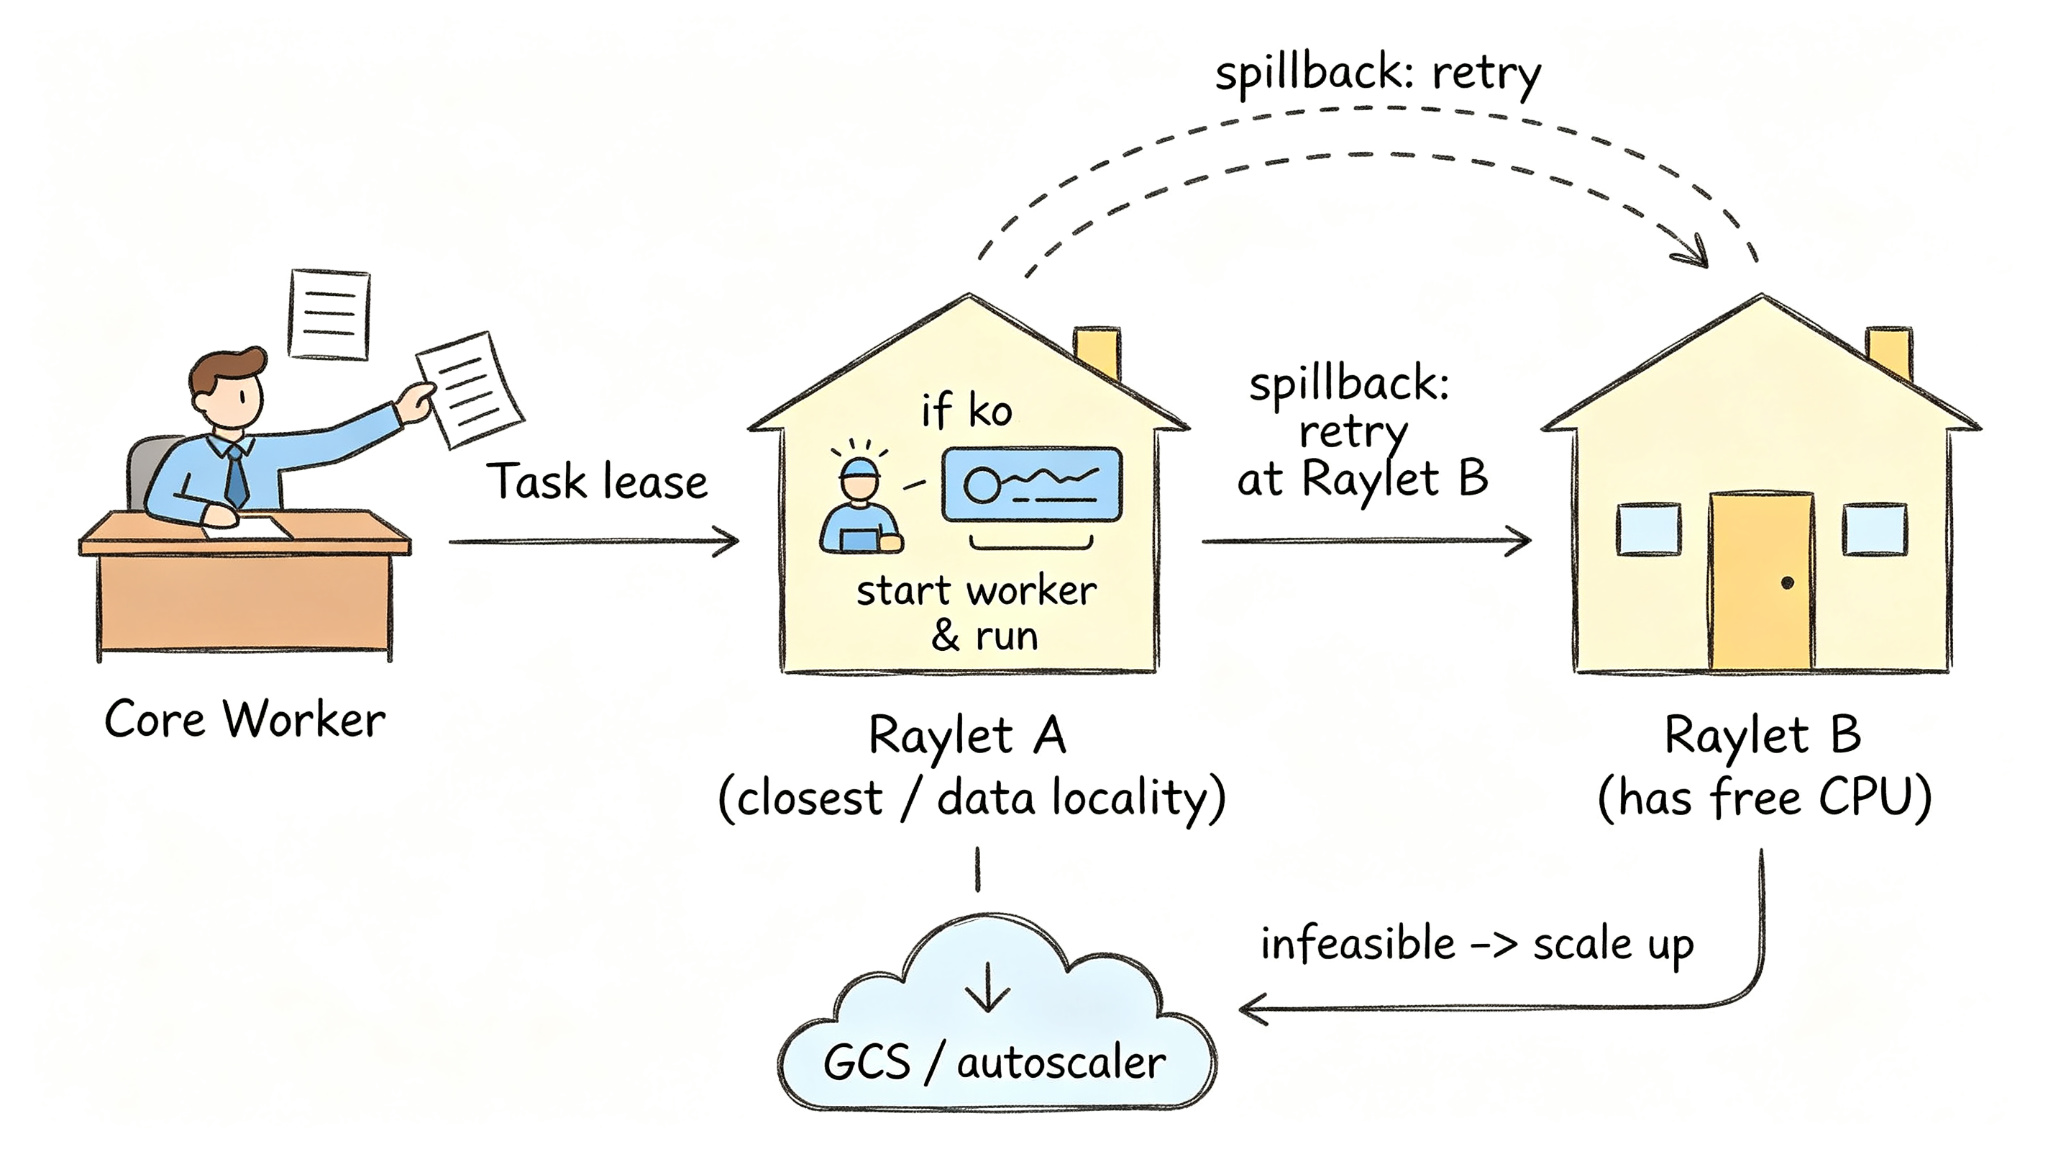 spillback: retry
if ko
spillback:
retry
at Raylet B
Task lease
start worker
& run
Core Worker
Raylet A
(closest / data locality)
Raylet B
(has free CPU)
infeasible -> scale up
GCS / autoscaler